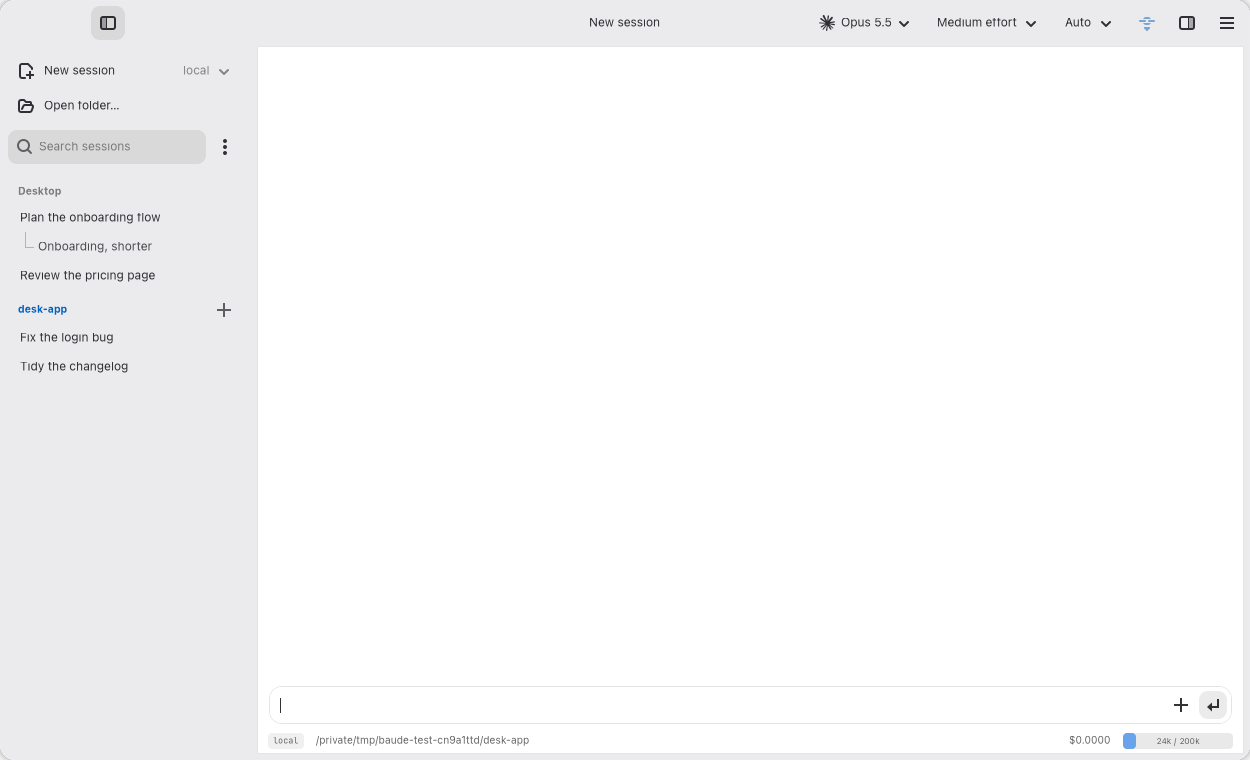 New session
Opus 5.5
Medium effort
Auto
New session
local
Open folder...
Search sessions
Desktop
Plan the onboarding flow
Onboarding, shorter
Review the pricing page
desk-app
Fix the login bug
Tidy the changelog
local
/private/tmp/baude-test-cn9a1ttd/desk-app
$0.0000
24k / 200k